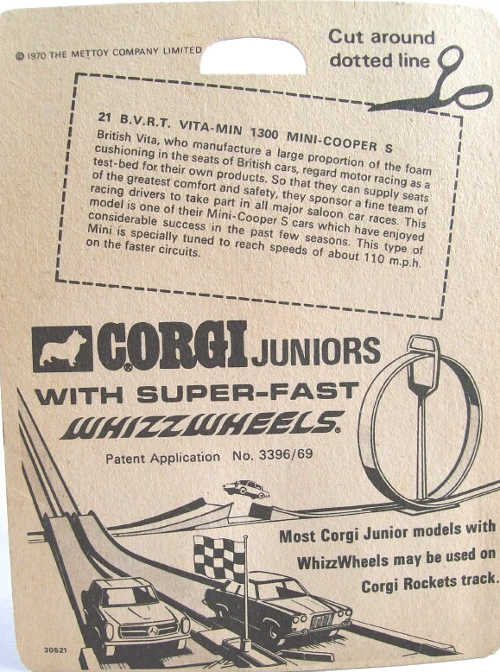 © 1970 THE METTOY COMPANY LIMITED
Cut around
dotted line
21 B.V.R.T. VITA-MIN 1300 MINI-COOPER S
British Vita, who manufacture a large proportion of the foam
cushioning in the seats of British cars, regard motor racing as a
test-bed for their own products. So that they can supply seats
of the greatest comfort and safety, they sponsor a fine team of
racing drivers to take part in all major saloon car races. This
model is one of their Mini-Cooper S cars which have enjoyed
considerable success in the past few seasons. This type of
Mini is specially tuned to reach speeds of about 110 m.p.h.
on the faster circuits.
CORGI JUNIORS
WITH SUPER-FAST
WHIZZWHEELS.
Patent Application No. 3396/69
Most Corgi Junior models with
WhizzWheels may be used on
Corgi Rockets track.
30521